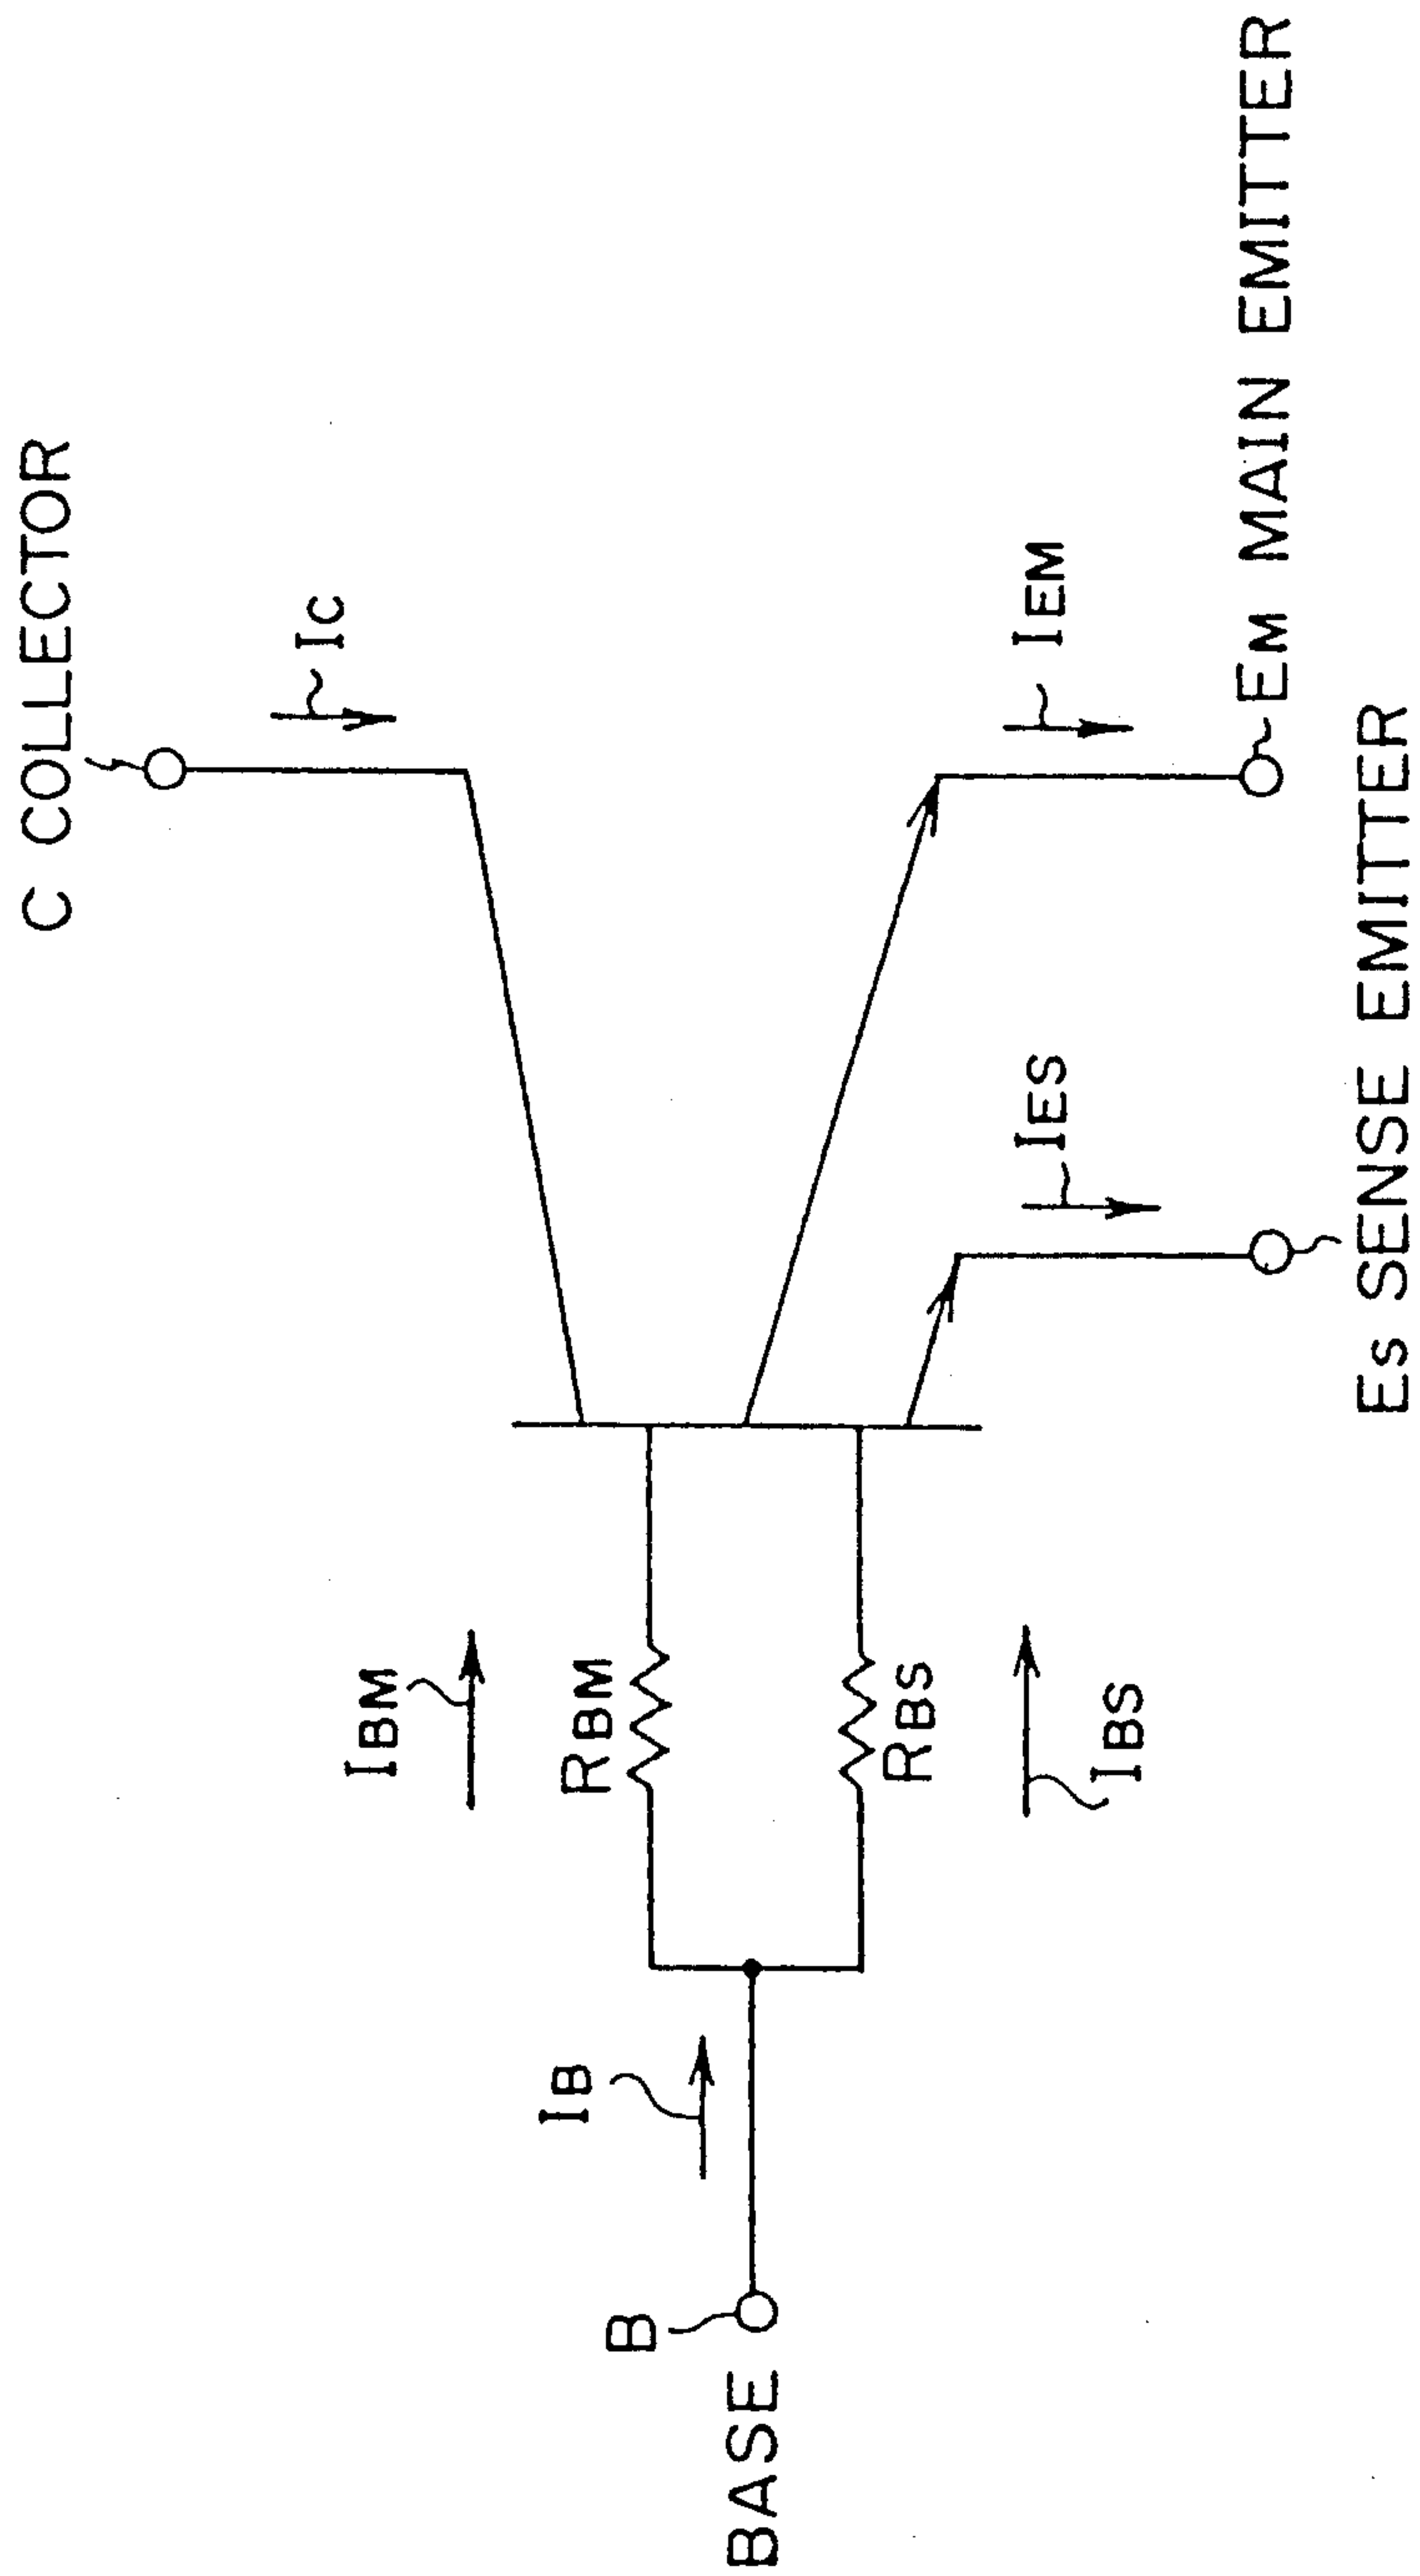 C COLLECTOR
IC
IBM
RBM
IB
B
BASE
RBS
IBS
IEM
IES
EM MAIN EMITTER
ES SENSE EMITTER